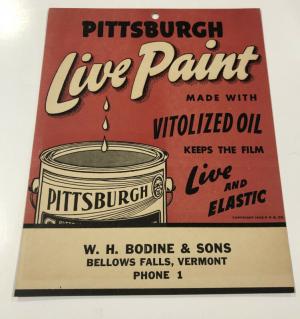 PITTSBURGH
Live Paint
MADE WITH
VITOLIZED OIL
KEEPS THE FILM
Live
AND
ELASTIC
PITTSBURGH
W. H. BODINE & SONS
BELLOWS FALLS, VERMONT
PHONE 1